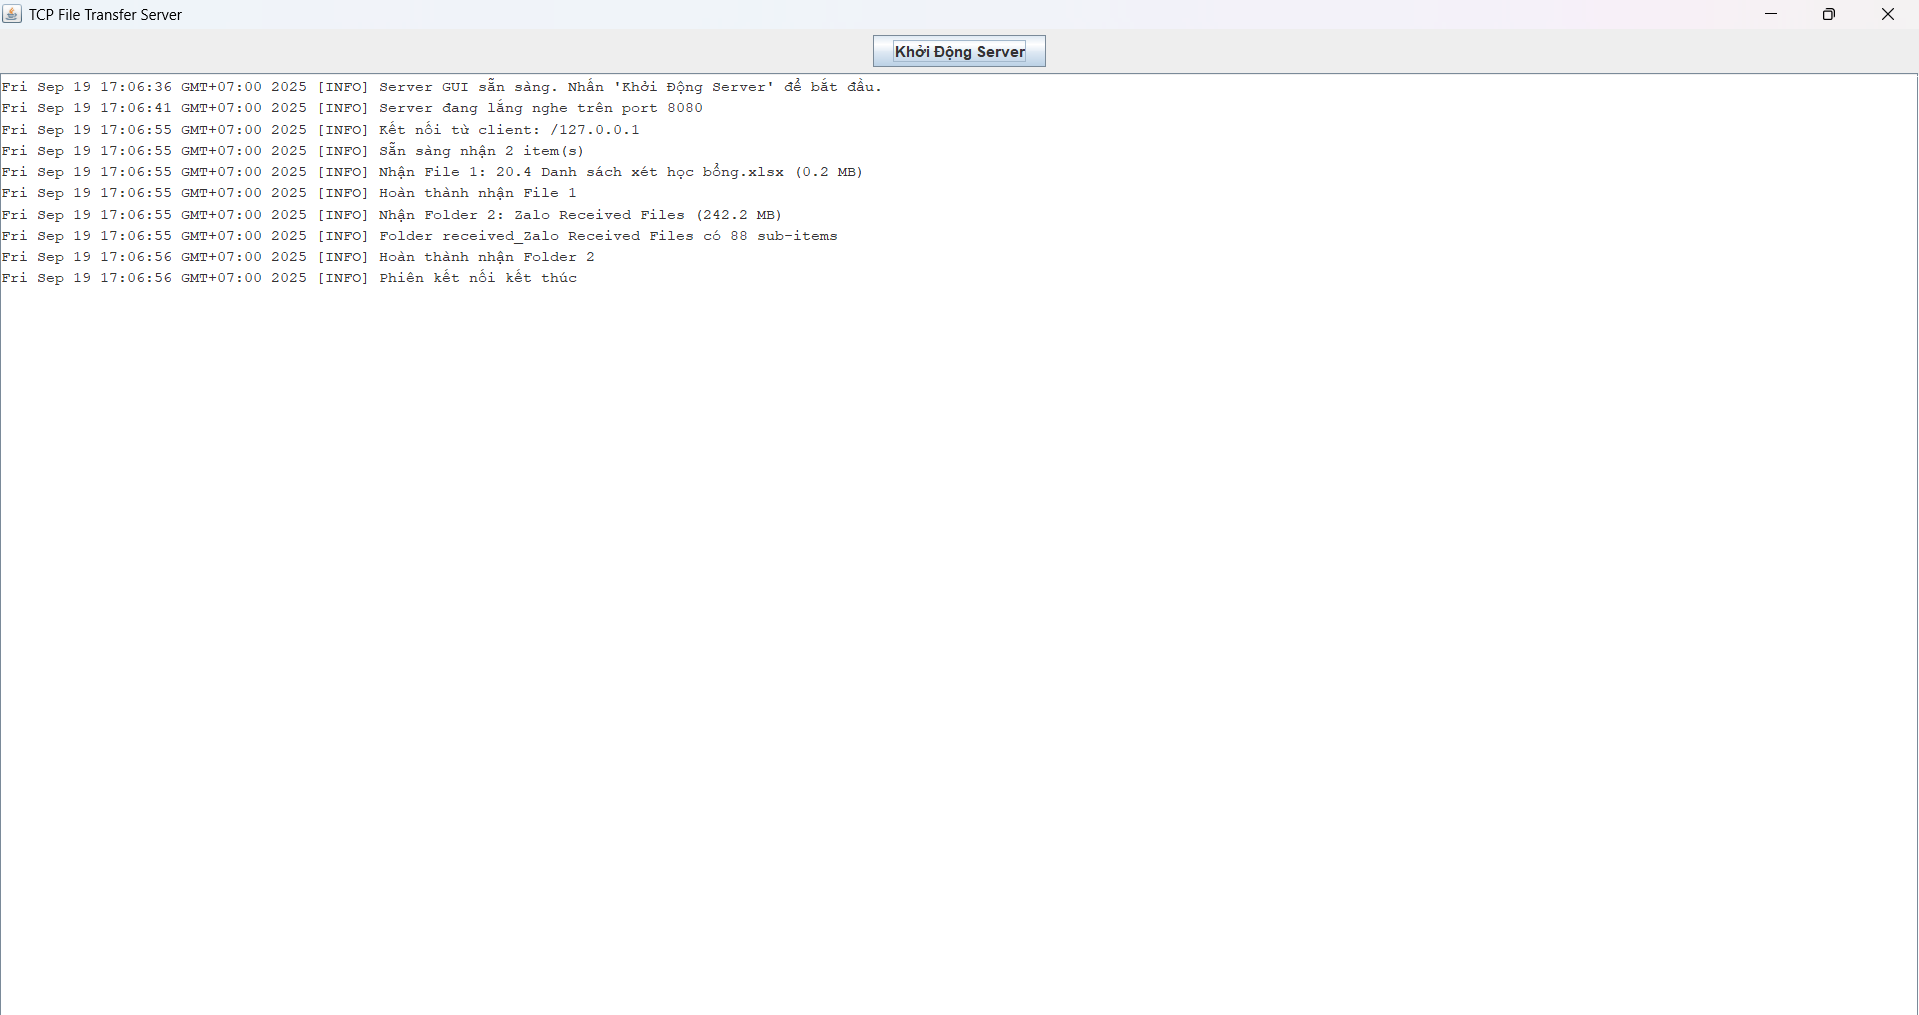 TCP File Transfer Server
Khởi Động Server
Fri Sep 19 17:06:36 GMT+07:00 2025 [INFO] Server GUI sẵn sàng. Nhấn 'Khởi Động Server' để bắt đầu.
Fri Sep 19 17:06:41 GMT+07:00 2025 [INFO] Server đang lắng nghe trên port 8080
Fri Sep 19 17:06:55 GMT+07:00 2025 [INFO] Kết nối từ client: /127.0.0.1
Fri Sep 19 17:06:55 GMT+07:00 2025 [INFO] Sẵn sàng nhận 2 item(s)
Fri Sep 19 17:06:55 GMT+07:00 2025 [INFO] Nhận File 1: 20.4 Danh sách xét học bổng.xlsx (0.2 MB)
Fri Sep 19 17:06:55 GMT+07:00 2025 [INFO] Hoàn thành nhận File 1
Fri Sep 19 17:06:55 GMT+07:00 2025 [INFO] Nhận Folder 2: Zalo Received Files (242.2 MB)
Fri Sep 19 17:06:55 GMT+07:00 2025 [INFO] Folder received_Zalo Received Files có 88 sub-items
Fri Sep 19 17:06:56 GMT+07:00 2025 [INFO] Hoàn thành nhận Folder 2
Fri Sep 19 17:06:56 GMT+07:00 2025 [INFO] Phiên kết nối kết thúc